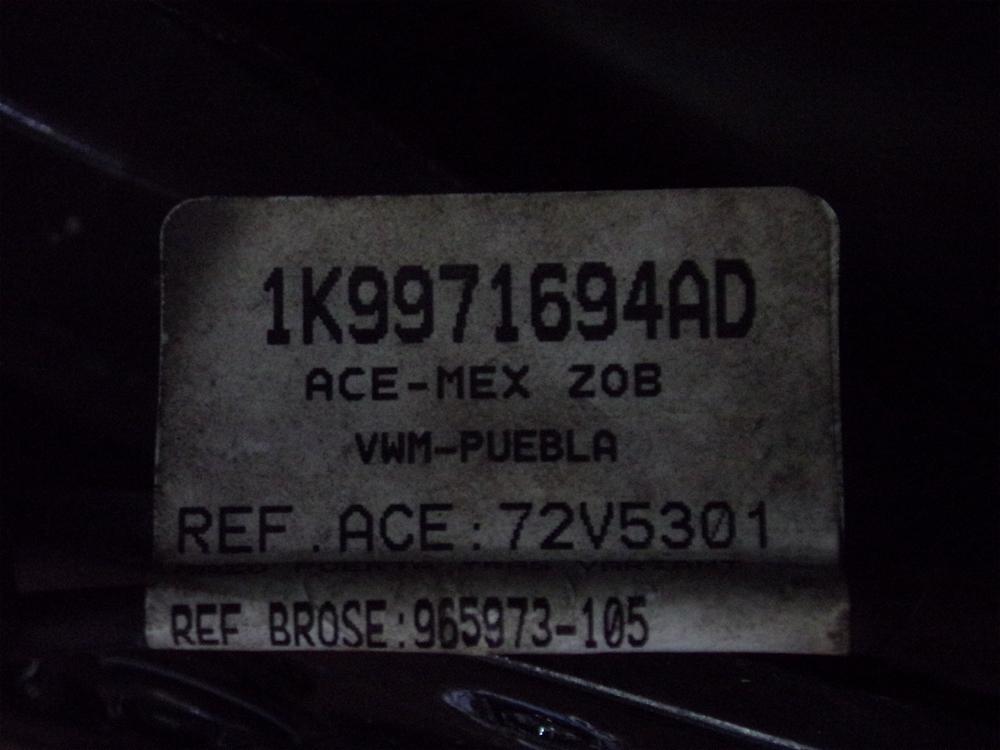 1K9971694AD
ACE-MEX ZOB
VWM-PUEBLA
REF.ACE:72V5301
REF BROSE:965973-105